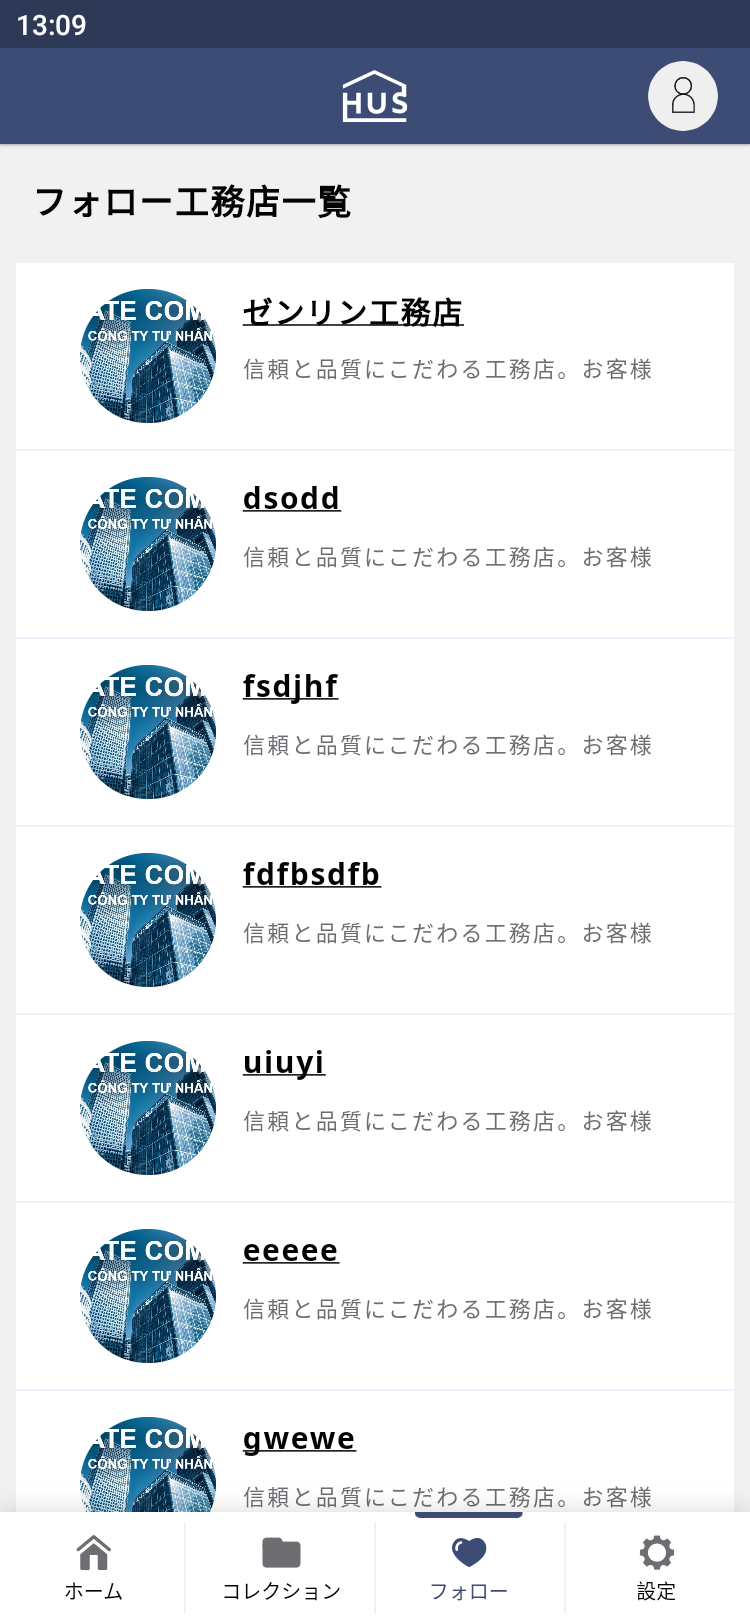 13:09
HUS
フォロー工務店一覧
ATE COM
CÔNG TY TƯ NHÂN
ゼンリン工務店
信頼と品質にこだわる工務店。お客様
ATE COM
CÔNG TY TƯ NHÂN
dsodd
信頼と品質にこだわる工務店。お客様
ATE COM
CÔNG TY TƯ NHÂN
fsdjhf
信頼と品質にこだわる工務店。お客様
ATE COM
CÔNG TY TƯ NHÂN
fdfbsdfb
信頼と品質にこだわる工務店。お客様
ATE COM
CÔNG TY TƯ NHÂN
uiuyi
信頼と品質にこだわる工務店。お客様
ATE COM
CÔNG TY TƯ NHÂN
eeeee
信頼と品質にこだわる工務店。お客様
ATE COM
CÔNG TY TƯ NHÂN
gwewe
信頼と品質にこだわる工務店。お客様
ホーム
コレクション
フォロー
設定